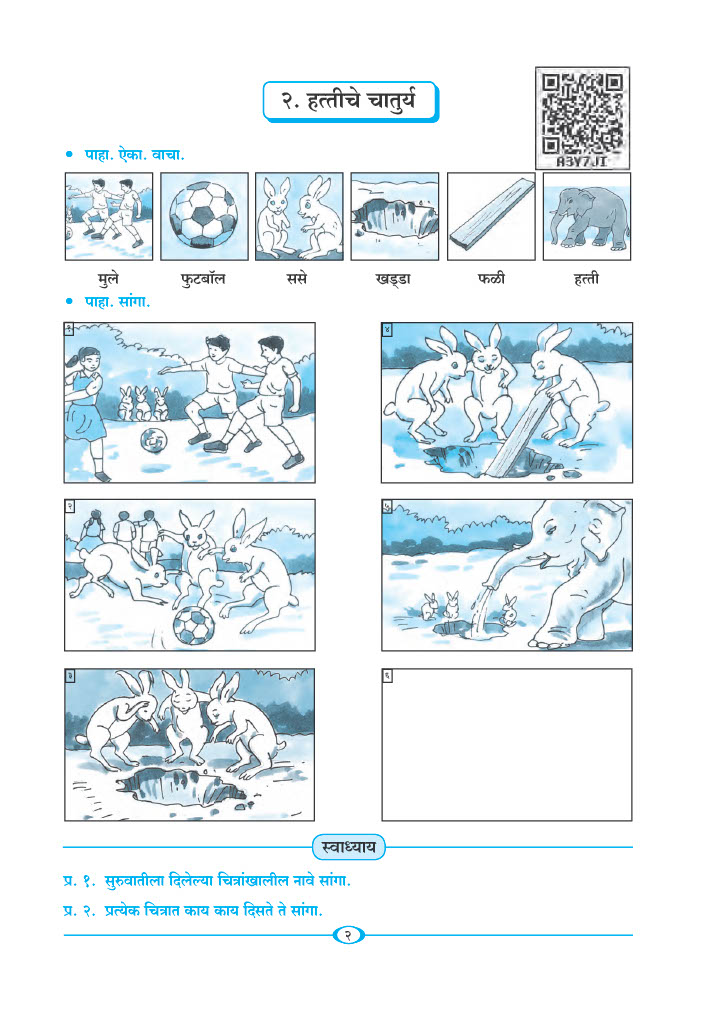 २. हत्तीचे चातुर्य
A3Y7JI
• पाहा. ऐका. वाचा.
मुले फुटबॉल ससे खड्डा फळी हत्ती
• पाहा. सांगा.
१
४
२
५
३
६
स्वाध्याय
प्र. १. सुरुवातीला दिलेल्या चित्रांखालील नावे सांगा.
प्र. २. प्रत्येक चित्रात काय काय दिसते ते सांगा.
२